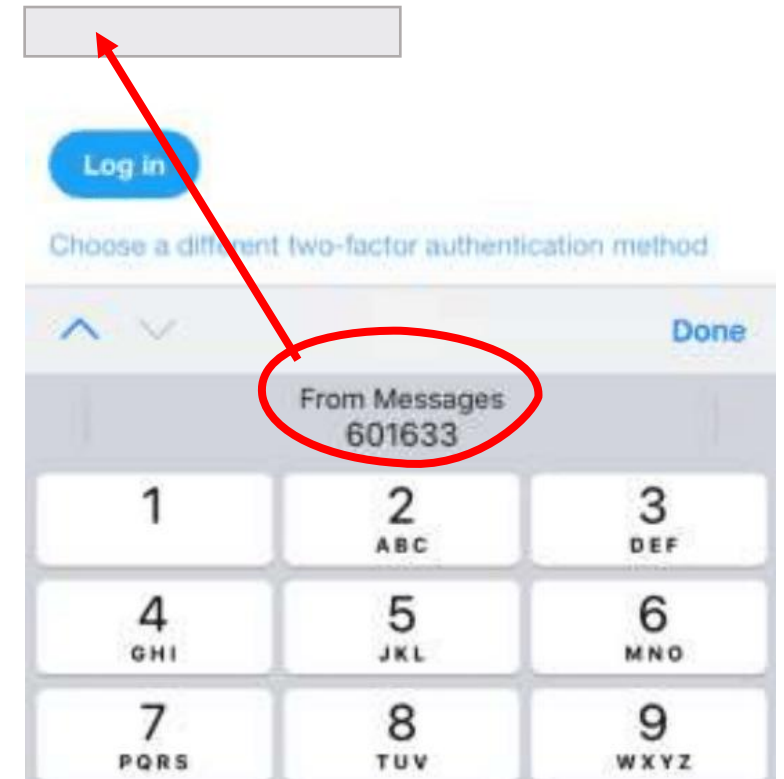 Log in
Choose a different two-factor authentication method
Done
From Messages
601633
1
2
3
ABC
DEF
4
5
6
GHI
JKL
MNO
7
8
9
PQRS
TUV
WXYZ